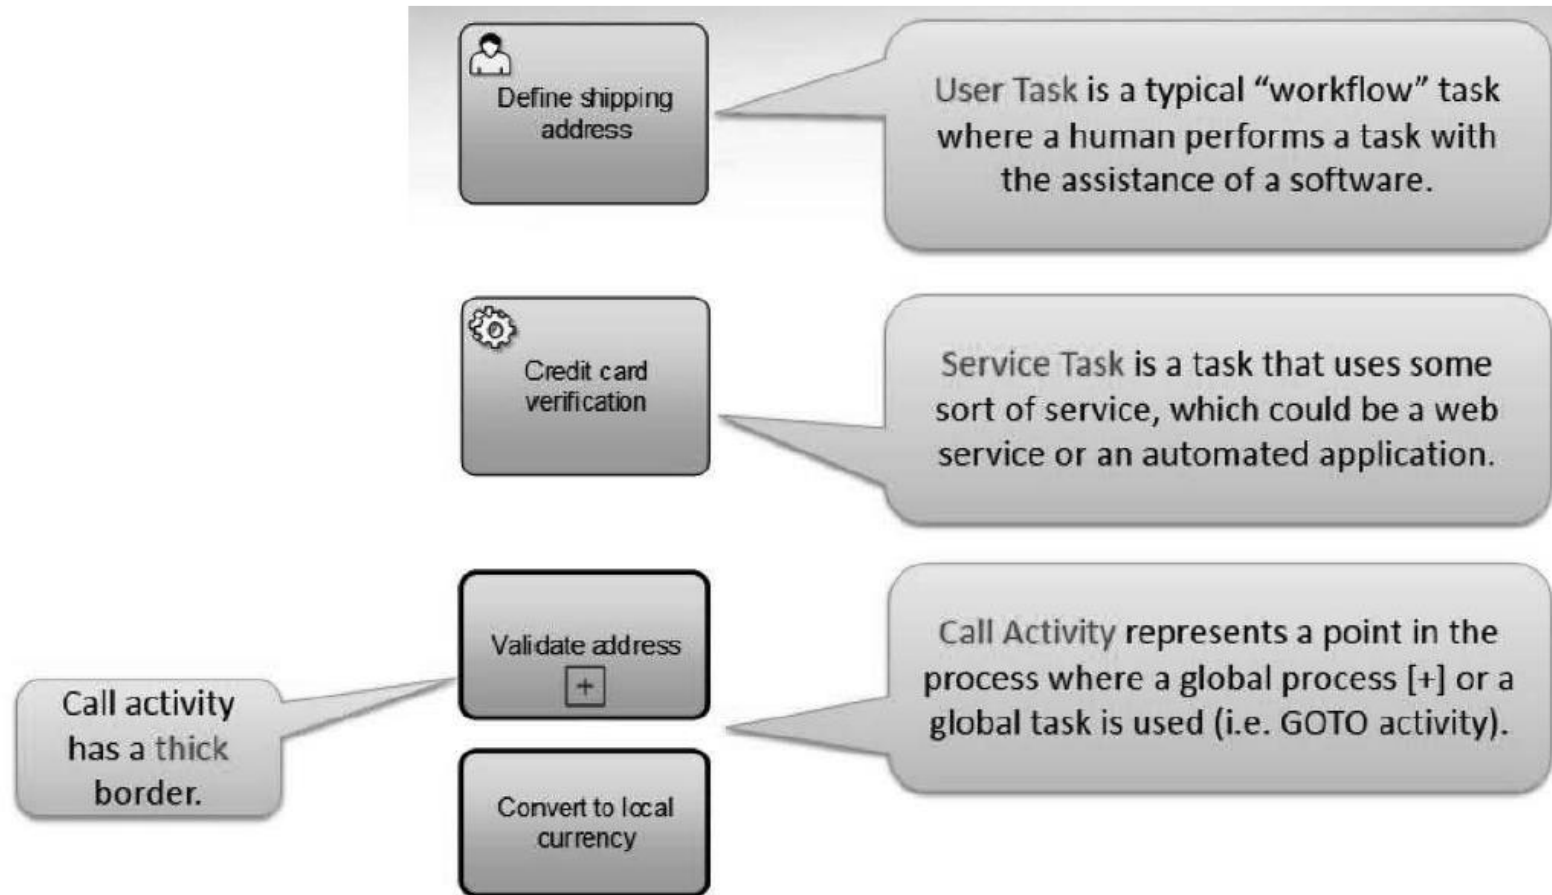 Define shipping
address
User Task is a typical “workflow” task
where a human performs a task with
the assistance of a software.
Credit card
verification
Service Task is a task that uses some
sort of service, which could be a web
service or an automated application.
Validate address
+
Call activity
has a thick
border.
Call Activity represents a point in the
process where a global process [+] or a
global task is used (i.e. GOTO activity).
Convert to local
currency